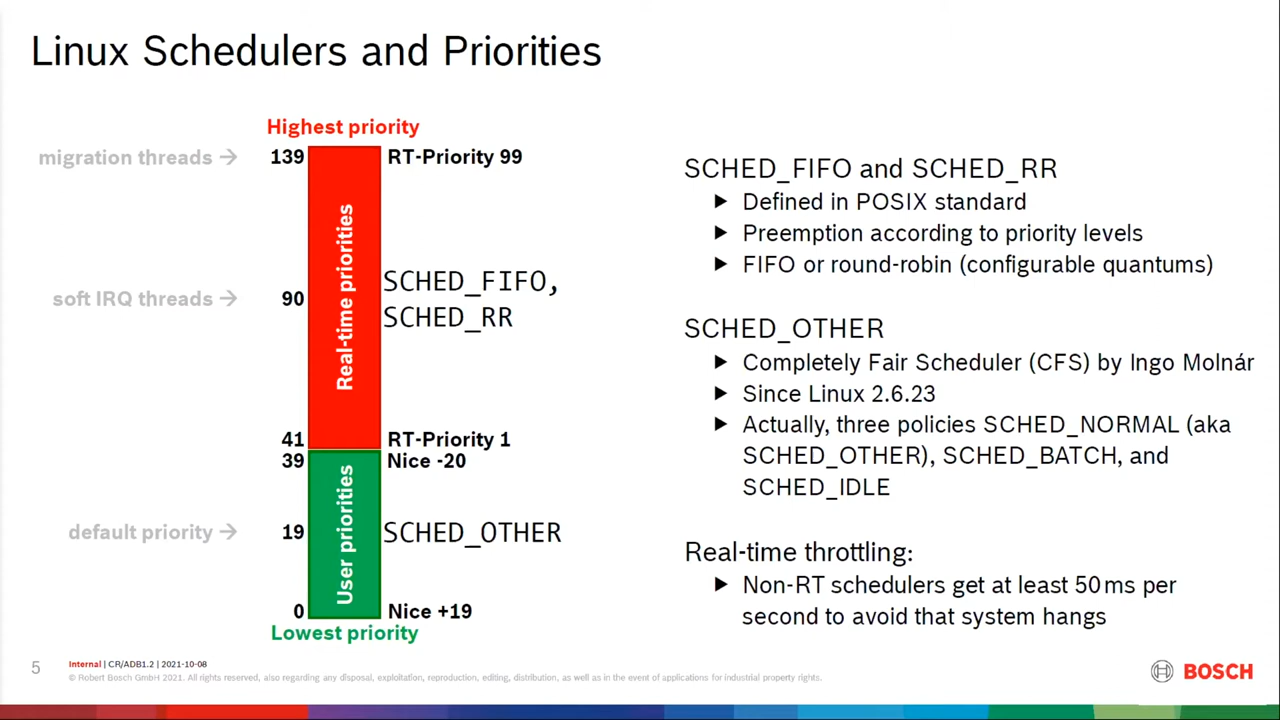 Linux Schedulers and Priorities
Highest priority
migration threads →
139
RT-Priority 99
soft IRQ threads →
90
Real-time priorities
SCHED_FIFO,
SCHED_RR
41
RT-Priority 1
39
Nice -20
default priority →
19
User priorities
SCHED_OTHER
0
Nice +19
Lowest priority
SCHED_FIFO and SCHED_RR
▶ Defined in POSIX standard
▶ Preemption according to priority levels
▶ FIFO or round-robin (configurable quantums)
SCHED_OTHER
▶ Completely Fair Scheduler (CFS) by Ingo Molnár
▶ Since Linux 2.6.23
▶ Actually, three policies SCHED_NORMAL (aka
SCHED_OTHER), SCHED_BATCH, and
SCHED_IDLE
Real-time throttling:
▶ Non-RT schedulers get at least 50 ms per
second to avoid that system hangs
5
Internal | CR/ADB1.2 | 2021-10-08
© Robert Bosch GmbH 2021. All rights reserved, also regarding any disposal, exploitation, reproduction, editing, distribution, as well as in the event of applications for industrial property rights.
BOSCH